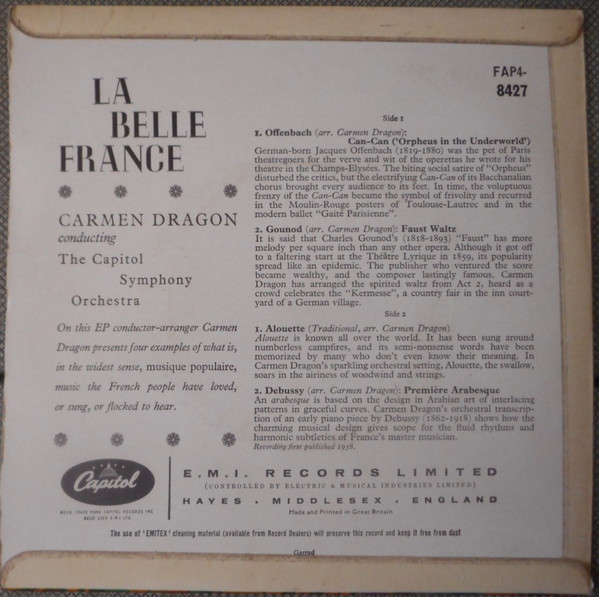 FAP4-
8427
LA
BELLE
FRANCE
CARMEN DRAGON
conducting
The Capitol
Symphony
Orchestra
On this EP conductor-arranger Carmen
Dragon presents four examples of what is,
in the widest sense, musique populaire,
music the French people have loved,
or sung, or flocked to hear.
Side 1
1. Offenbach (arr. Carmen Dragon):
Can-Can ('Orpheus in the Underworld')
German-born Jacques Offenbach (1819-1880) was the pet of Paris
theatregoers for the verve and wit of the operettas he wrote for his
theatre in the Champs-Elysées. The biting social satire of "Orpheus"
disturbed the critics, but the electrifying Can-Can of its Bacchanalian
chorus brought every audience to its feet. In time, the voluptuous
frenzy of the Can-Can became the symbol of frivolity and recurred
in the Moulin-Rouge posters of Toulouse-Lautrec and in the
modern ballet "Gaité Parisienne".
2. Gounod (arr. Carmen Dragon): Faust Waltz
It is said that Charles Gounod's (1818-1893) "Faust" has more
melody per square inch than any other opera. Although it got off
to a faltering start at the Théâtre Lyrique in 1859, its popularity
spread like an epidemic. The publisher who ventured the score
became wealthy, and the composer lastingly famous. Carmen
Dragon has arranged the spirited waltz from Act 2, heard as a
crowd celebrates the "Kermesse", a country fair in the inn court-
yard of a German village.
Side 2
1. Alouette (Traditional, arr. Carmen Dragon)
Alouette is known all over the world. It has been sung around
numberless campfires, and its semi-nonsense words have been
memorized by many who don't even know their meaning. In
Carmen Dragon's sparkling orchestral setting, Alouette, the swallow,
soars in the airiness of woodwind and strings.
2. Debussy (arr. Carmen Dragon): Première Arabesque
An arabesque is based on the design in Arabian art of interlacing
patterns in graceful curves. Carmen Dragon's orchestral transcrip-
tion of an early piano piece by Debussy (1862-1918) shows how the
charming musical design gives scope for the fluid rhythms and
harmonic subtleties of France's master musician.
Recording first published 1958.
Capitol
REGD. TRADE MARK CAPITOL RECORDS INC
REGD USER E.M.I LTD
E.M.I. RECORDS LIMITED
(CONTROLLED BY ELECTRIC & MUSICAL INDUSTRIES LIMITED)
HAYES · MIDDLESEX · ENGLAND
Made and Printed in Great Britain
The use of 'EMITEX' cleaning material (available from Record Dealers) will preserve this record and keep it free from dust
Garrod